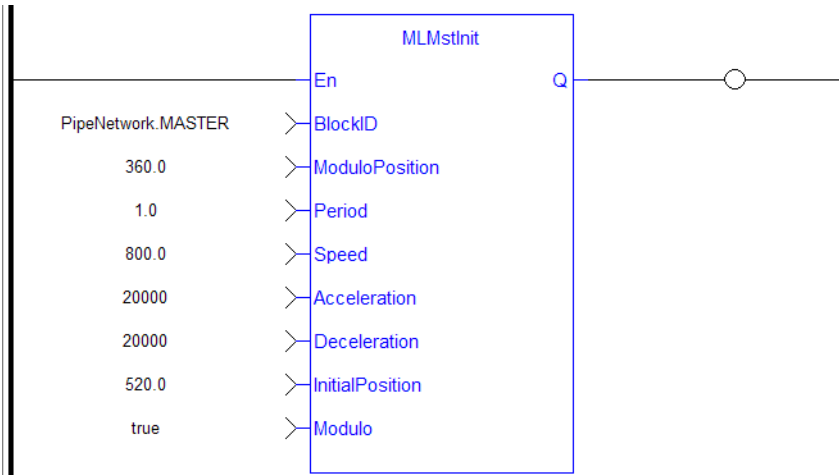 MLMstInit
En Q
PipeNetwork.MASTER BlockID
360.0 ModuloPosition
1.0 Period
800.0 Speed
20000 Acceleration
20000 Deceleration
520.0 InitialPosition
true Modulo